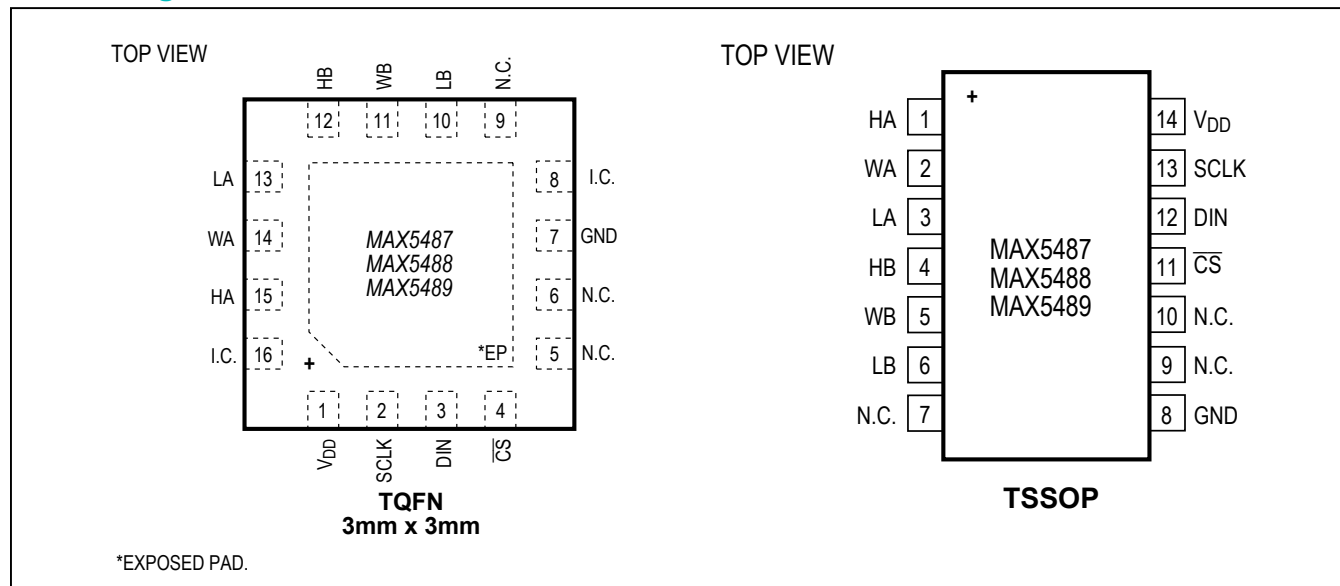 TOP VIEW
HB WB LB N.C.
12 11 10 9
LA 13
WA 14
HA 15
I.C. 16
8 I.C.
7 GND
6 N.C.
5 N.C.
MAX5487
MAX5488
MAX5489
*EP
+
1 2 3 4
VDD SCLK DIN C̅S̅
TQFN
3mm x 3mm
*EXPOSED PAD.
TOP VIEW
+
HA 1
WA 2
LA 3
HB 4
WB 5
LB 6
N.C. 7
MAX5487
MAX5488
MAX5489
14 VDD
13 SCLK
12 DIN
11 C̅S̅
10 N.C.
9 N.C.
8 GND
TSSOP